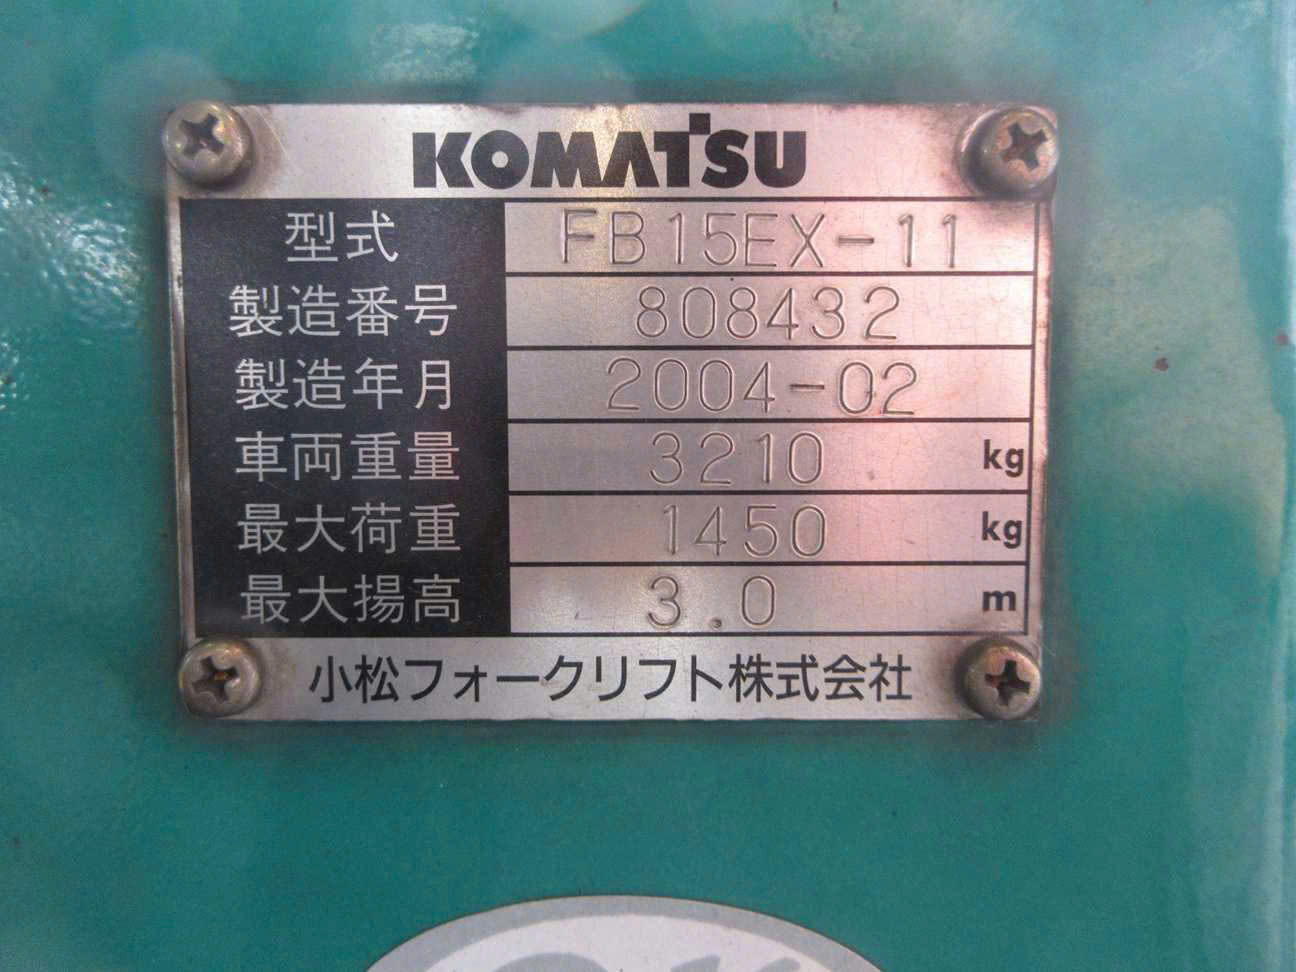 KOMATSU
型式 FB15EX-11
製造番号 808432
製造年月 2004-02
車両重量 3210 kg
最大荷重 1450 kg
最大揚高 3.0 m
小松フォークリフト株式会社